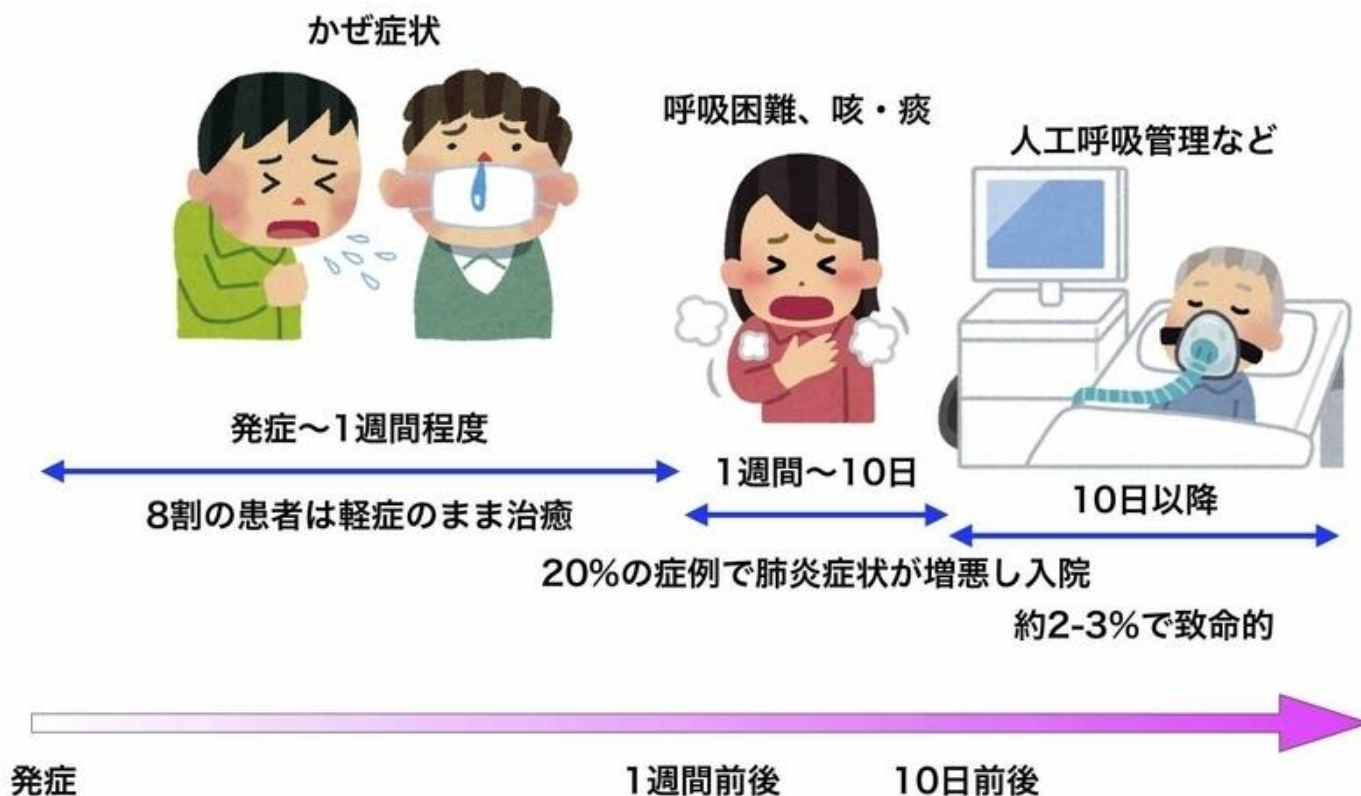 かぜ症状
呼吸困難、咳・痰
人工呼吸管理など
発症〜1週間程度
8割の患者は軽症のまま治癒
1週間〜10日
20%の症例で肺炎症状が増悪し入院
10日以降
約2-3%で致命的
発症
1週間前後
10日前後